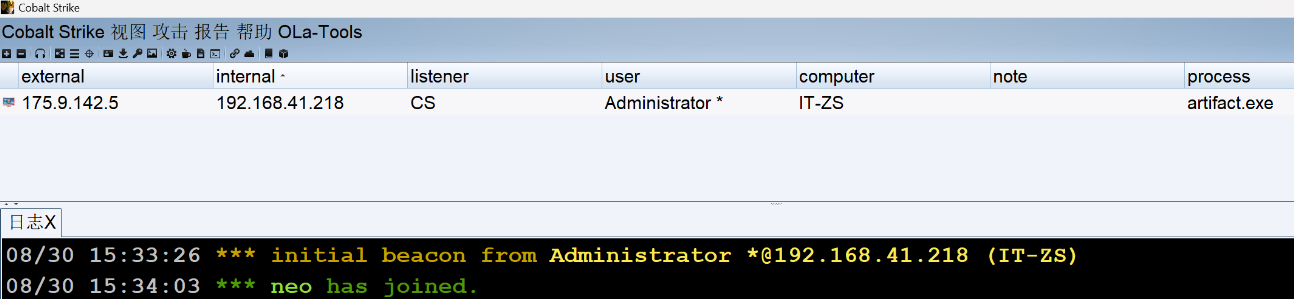 Cobalt Strike
Cobalt Strike 视图 攻击 报告 帮助 OLa-Tools
external internal listener user computer note process
175.9.142.5 192.168.41.218 CS Administrator * IT-ZS artifact.exe
日志X
08/30 15:33:26 *** initial beacon from Administrator *@192.168.41.218 (IT-ZS)
08/30 15:34:03 *** neo has joined.